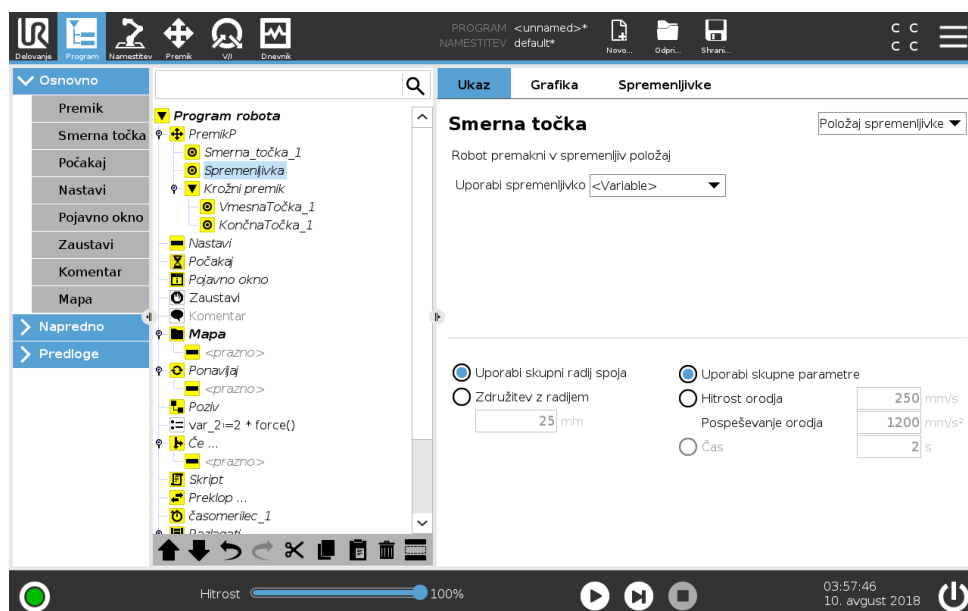 UR
Delovanje
Program
Namestitev
Premik
V/I
Dnevnik
PROGRAM <unnamed>*
NAMESTITEV default*
Novo...
Odpri...
Shrani...
C C
C C
Osnovno
Premik
Smerna točka
Počakaj
Nastavi
Pojavno okno
Zaustavi
Komentar
Mapa
Napredno
Predloge
Program robota
PremikP
Smerna_točka_1
Spremenljivka
Krožni premik
VmesnaTočka_1
KončnaTočka_1
Nastavi
Počakaj
Pojavno okno
Zaustavi
Komentar
Mapa
<prazno>
Ponavljaj
<prazno>
Poziv
var_2:=2 * force()
Če ...
<prazno>
Skript
Preklop ...
časomerilec_1
Ukaz
Grafika
Spremenljivke
Smerna točka
Položaj spremenljivke
Robot premakni v spremenljiv položaj
Uporabi spremenljivko <Variable>
Uporabi skupni radij spoja
Združitev z radijem
25 mm
Uporabi skupne parametre
Hitrost orodja 250 mm/s
Pospeševanje orodja 1200 mm/s²
Čas 2 s
Hitrost 100%
03:57:46
10. avgust 2018